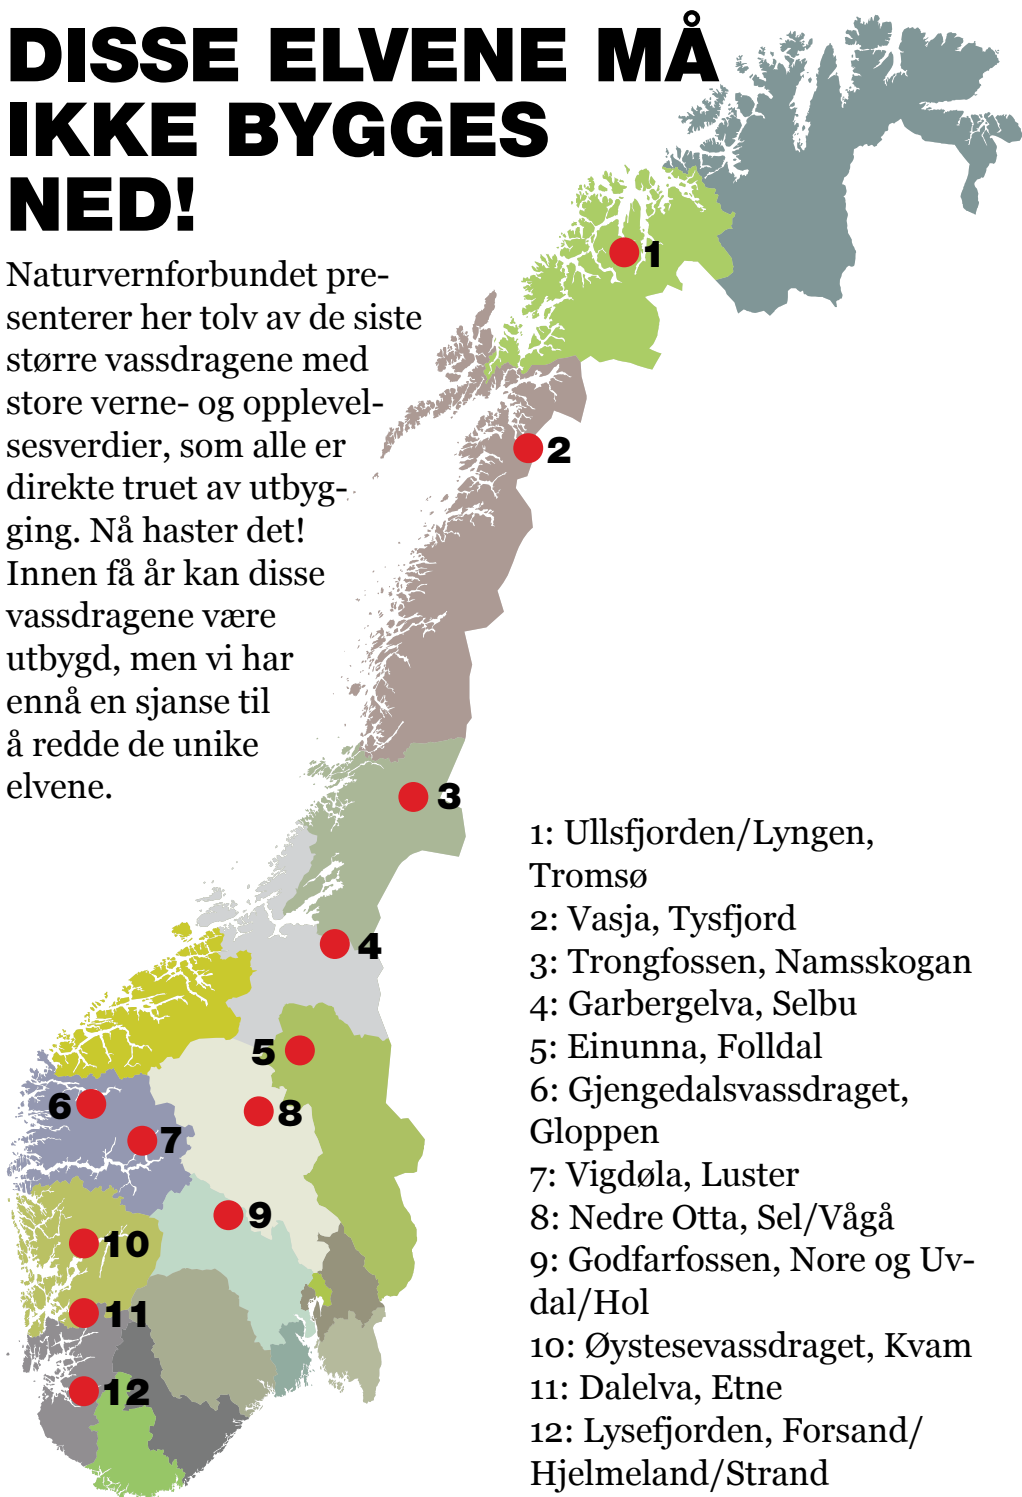 DISSE ELVENE MÅ
IKKE BYGGES
NED!
Naturvernforbundet pre-
senterer her tolv av de siste
større vassdragene med
store verne- og opplevel-
sesverdier, som alle er
direkte truet av utbyg-
ging. Nå haster det!
Innen få år kan disse
vassdragene være
utbygd, men vi har
ennå en sjanse til
å redde de unike
elvene.
1
2
3
4
5
6
7
8
9
10
11
12
1: Ullsfjorden/Lyngen,
Tromsø
2: Vasja, Tysfjord
3: Trongfossen, Namsskogan
4: Garbergelva, Selbu
5: Einunna, Folldal
6: Gjengedalsvassdraget,
Gloppen
7: Vigdøla, Luster
8: Nedre Otta, Sel/Vågå
9: Godfarfossen, Nore og Uv-
dal/Hol
10: Øystesevassdraget, Kvam
11: Dalelva, Etne
12: Lysefjorden, Forsand/
Hjelmeland/Strand